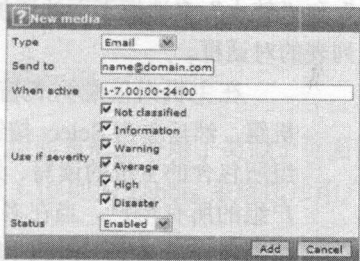 New media
Type Email
Send to name@domain.com
When active 1-7,00:00-24:00
Not classified
Information
Warning
Use if severity
Average
High
Disaster
Status Enabled
Add Cancel